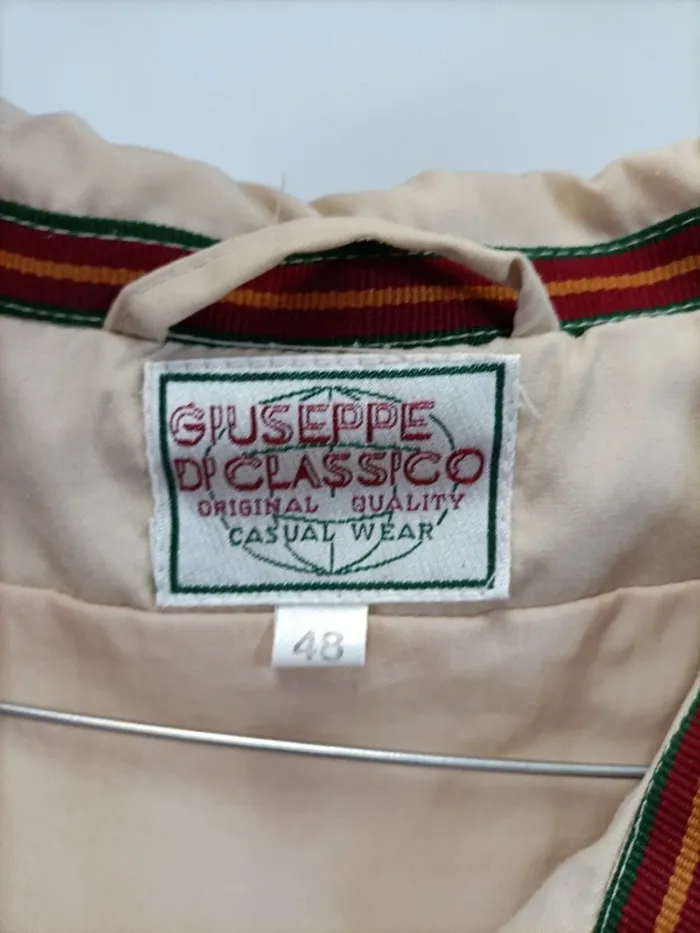 GIUSEPPE
DI CLASSICO
ORIGINAL QUALITY
CASUAL WEAR
48